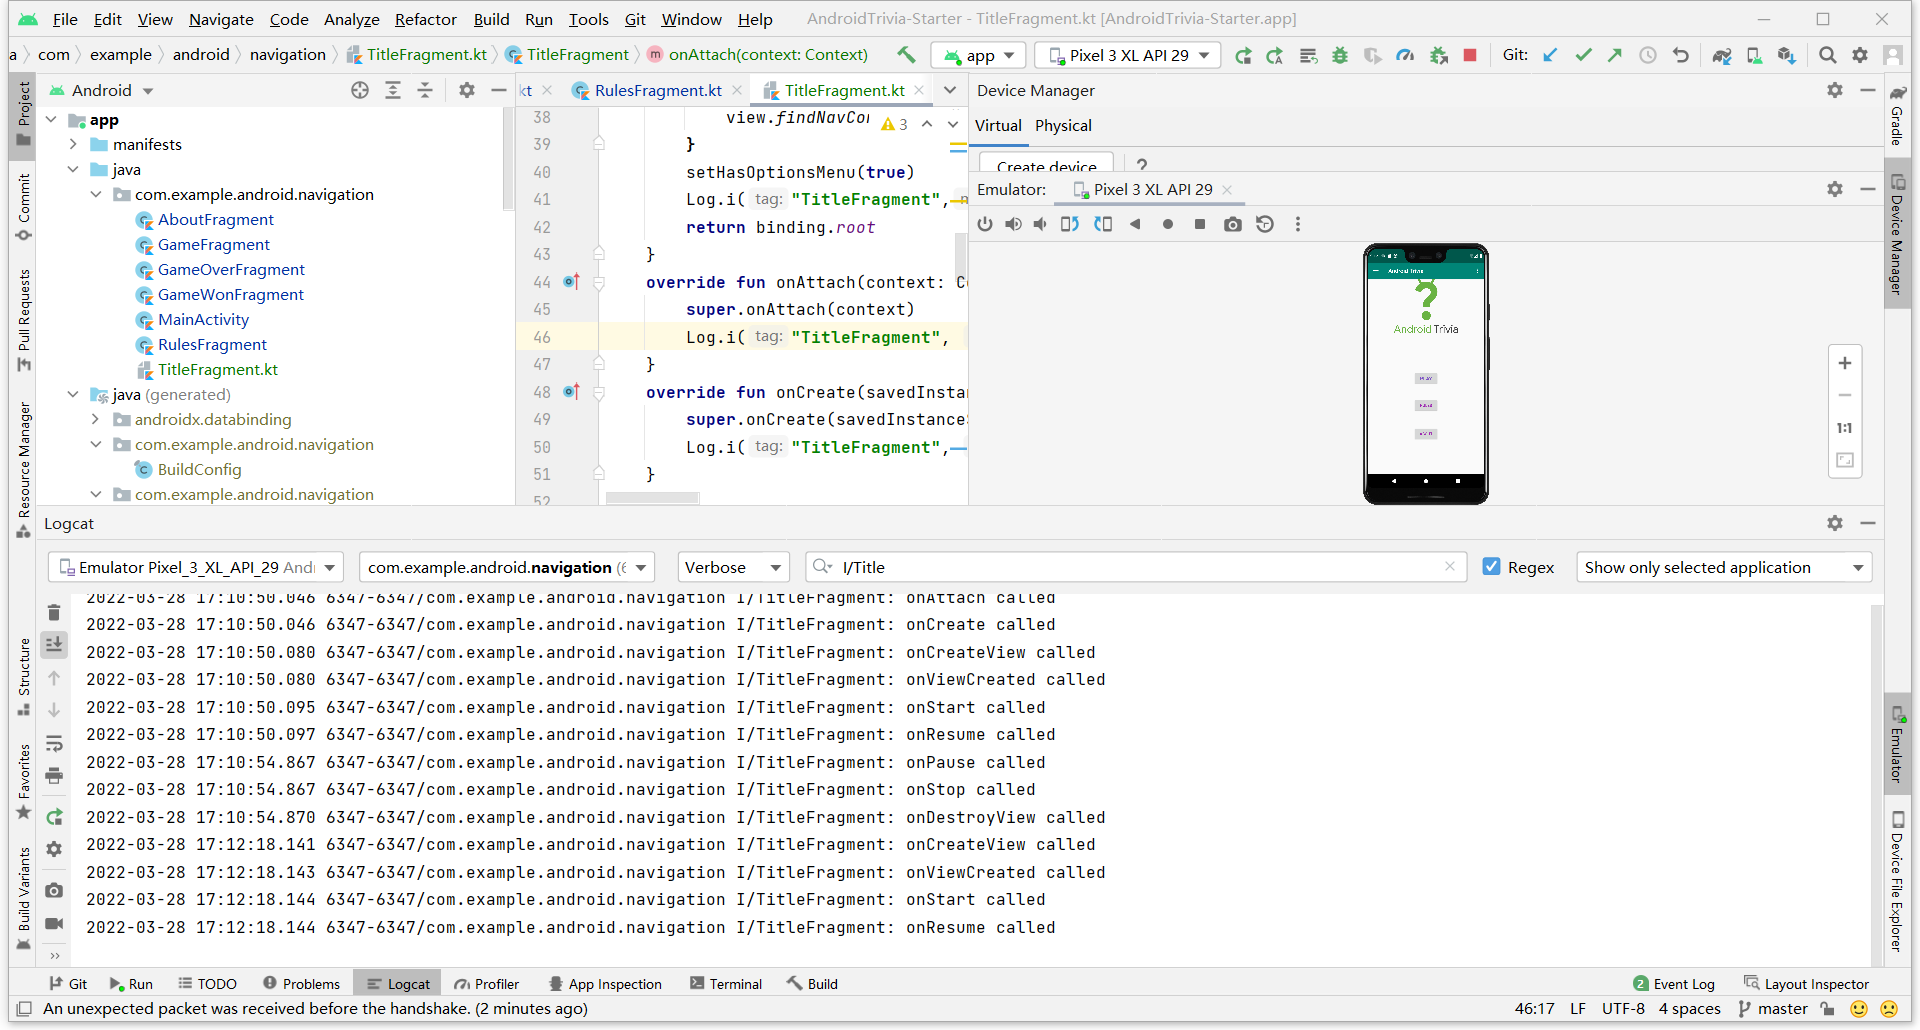 File Edit View Navigate Code Analyze Refactor Build Run Tools Git Window Help AndroidTrivia-Starter - TitleFragment.kt [AndroidTrivia-Starter.app]
a com example android navigation TitleFragment.kt TitleFragment m onAttach(context: Context) app Pixel 3 XL API 29 Git:
Project
Commit
Pull Requests
Resource Manager
Structure
Favorites
Build Variants
Android
app
manifests
java
com.example.android.navigation
AboutFragment
GameFragment
GameOverFragment
GameWonFragment
MainActivity
RulesFragment
TitleFragment.kt
java (generated)
androidx.databinding
com.example.android.navigation
BuildConfig
com.example.android.navigation
kt RulesFragment.kt TitleFragment.kt
3
38 view.findNavCon
39 }
40 setHasOptionsMenu(true)
41 Log.i( tag: "TitleFragment",
42 return binding.root
43 }
44 override fun onAttach(context: Co
45 super.onAttach(context)
46 Log.i( tag: "TitleFragment",
47 }
48 override fun onCreate(savedInstan
49 super.onCreate(savedInstanceS
50 Log.i( tag: "TitleFragment",
51 }
52
Device Manager
Virtual Physical
Create device ?
Emulator: Pixel 3 XL API 29
Android Trivia
Android Trivia
PLAY
1:1
Gradle
Device Manager
Emulator
Device File Explorer
Logcat
Emulator Pixel_3_XL_API_29 And com.example.android.navigation (6 Verbose I/Title Regex Show only selected application
2022-03-28 17:10:50.046 6347-6347/com.example.android.navigation I/TitleFragment: onAttach called
2022-03-28 17:10:50.046 6347-6347/com.example.android.navigation I/TitleFragment: onCreate called
2022-03-28 17:10:50.080 6347-6347/com.example.android.navigation I/TitleFragment: onCreateView called
2022-03-28 17:10:50.080 6347-6347/com.example.android.navigation I/TitleFragment: onViewCreated called
2022-03-28 17:10:50.095 6347-6347/com.example.android.navigation I/TitleFragment: onStart called
2022-03-28 17:10:50.097 6347-6347/com.example.android.navigation I/TitleFragment: onResume called
2022-03-28 17:10:54.867 6347-6347/com.example.android.navigation I/TitleFragment: onPause called
2022-03-28 17:10:54.867 6347-6347/com.example.android.navigation I/TitleFragment: onStop called
2022-03-28 17:10:54.870 6347-6347/com.example.android.navigation I/TitleFragment: onDestroyView called
2022-03-28 17:12:18.141 6347-6347/com.example.android.navigation I/TitleFragment: onCreateView called
2022-03-28 17:12:18.143 6347-6347/com.example.android.navigation I/TitleFragment: onViewCreated called
2022-03-28 17:12:18.144 6347-6347/com.example.android.navigation I/TitleFragment: onStart called
2022-03-28 17:12:18.144 6347-6347/com.example.android.navigation I/TitleFragment: onResume called
Git Run TODO Problems Logcat Profiler App Inspection Terminal Build 2 Event Log Layout Inspector
An unexpected packet was received before the handshake. (2 minutes ago) 46:17 LF UTF-8 4 spaces master